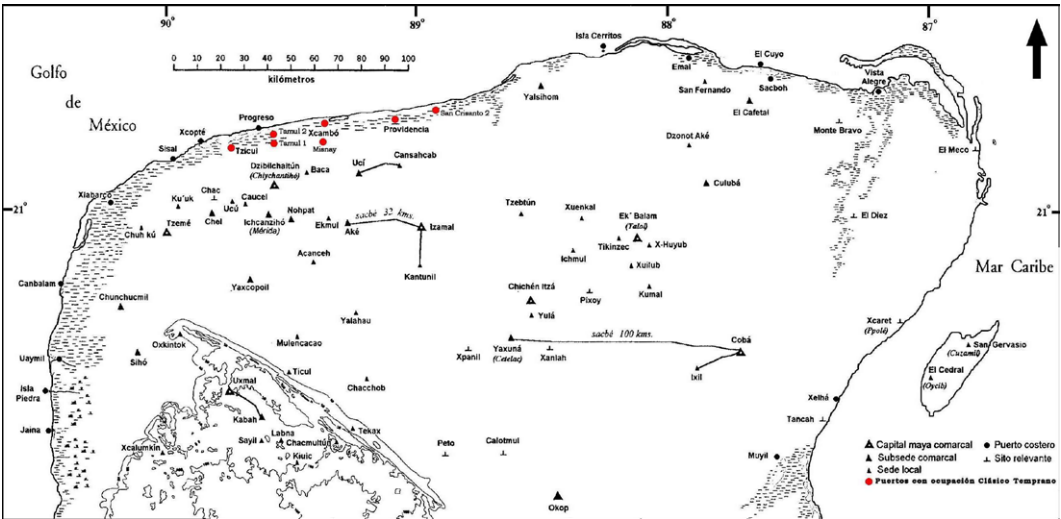 90°
89°
88°
87°
Golfo
de
México
0 10 20 30 40 50 60 70 80 90 100
kilómetros
Isla Cerritos
Emal
El Cuyo
Sacboh
San Fernando
El Cafetal
Vista
Alegre
Yalsihom
Monte Bravo
El Meco
Dzonot Aké
Culubá
El Diez
San Crisanto 2
Providencia
Xcambó
Misnay
Progreso
Tamul 2
Tamul 1
Tzicul
Xcopté
Sisal
Xlabarco
21°
21°
Dzibilchaltún
(Chiychantihó)
Baca
Ucí
Cansahcab
Ku'uk
Chac
Ucú
Caucel
Chel
Ichcanzihó
(Mérida)
Nohpat
Ekmul
Aké
sacbé 32 kms.
Izamal
Kantunil
Tzemé
Chuh kú
Acanceh
Yaxcopoil
Canbalam
Chunchucmil
Tzebtún
Xuenkal
Ek' Balam
(Talol)
Tikinzec
X-Huyub
Ichmul
Xuilub
Kumal
Chichén Itzá
Pixoy
Yulá
Yalahau
Mulencacao
Oxkintok
Sihó
Uaymil
Isla
Piedra
Jaina
Xpanil
Yaxuná
(Cetelac)
Xanlah
sacbé 100 kms.
Cobá
Ixil
Mar Caribe
Xcaret
(Ppolé)
San Gervasio
(Cuzamil)
El Cedral
(Oycib)
Xelhá
Tancah
Muyil
Ticul
Chacchob
Uxmal
Kabah
Tekax
Labna
Sayil
Chacmultún
Kiuic
Xcalumkín
Peto
Calotmul
Okop
Capital maya comarcal
Puerto costero
Subsede comarcal
Sito relevante
Sede local
Puertos con ocupación Clásico Temprano